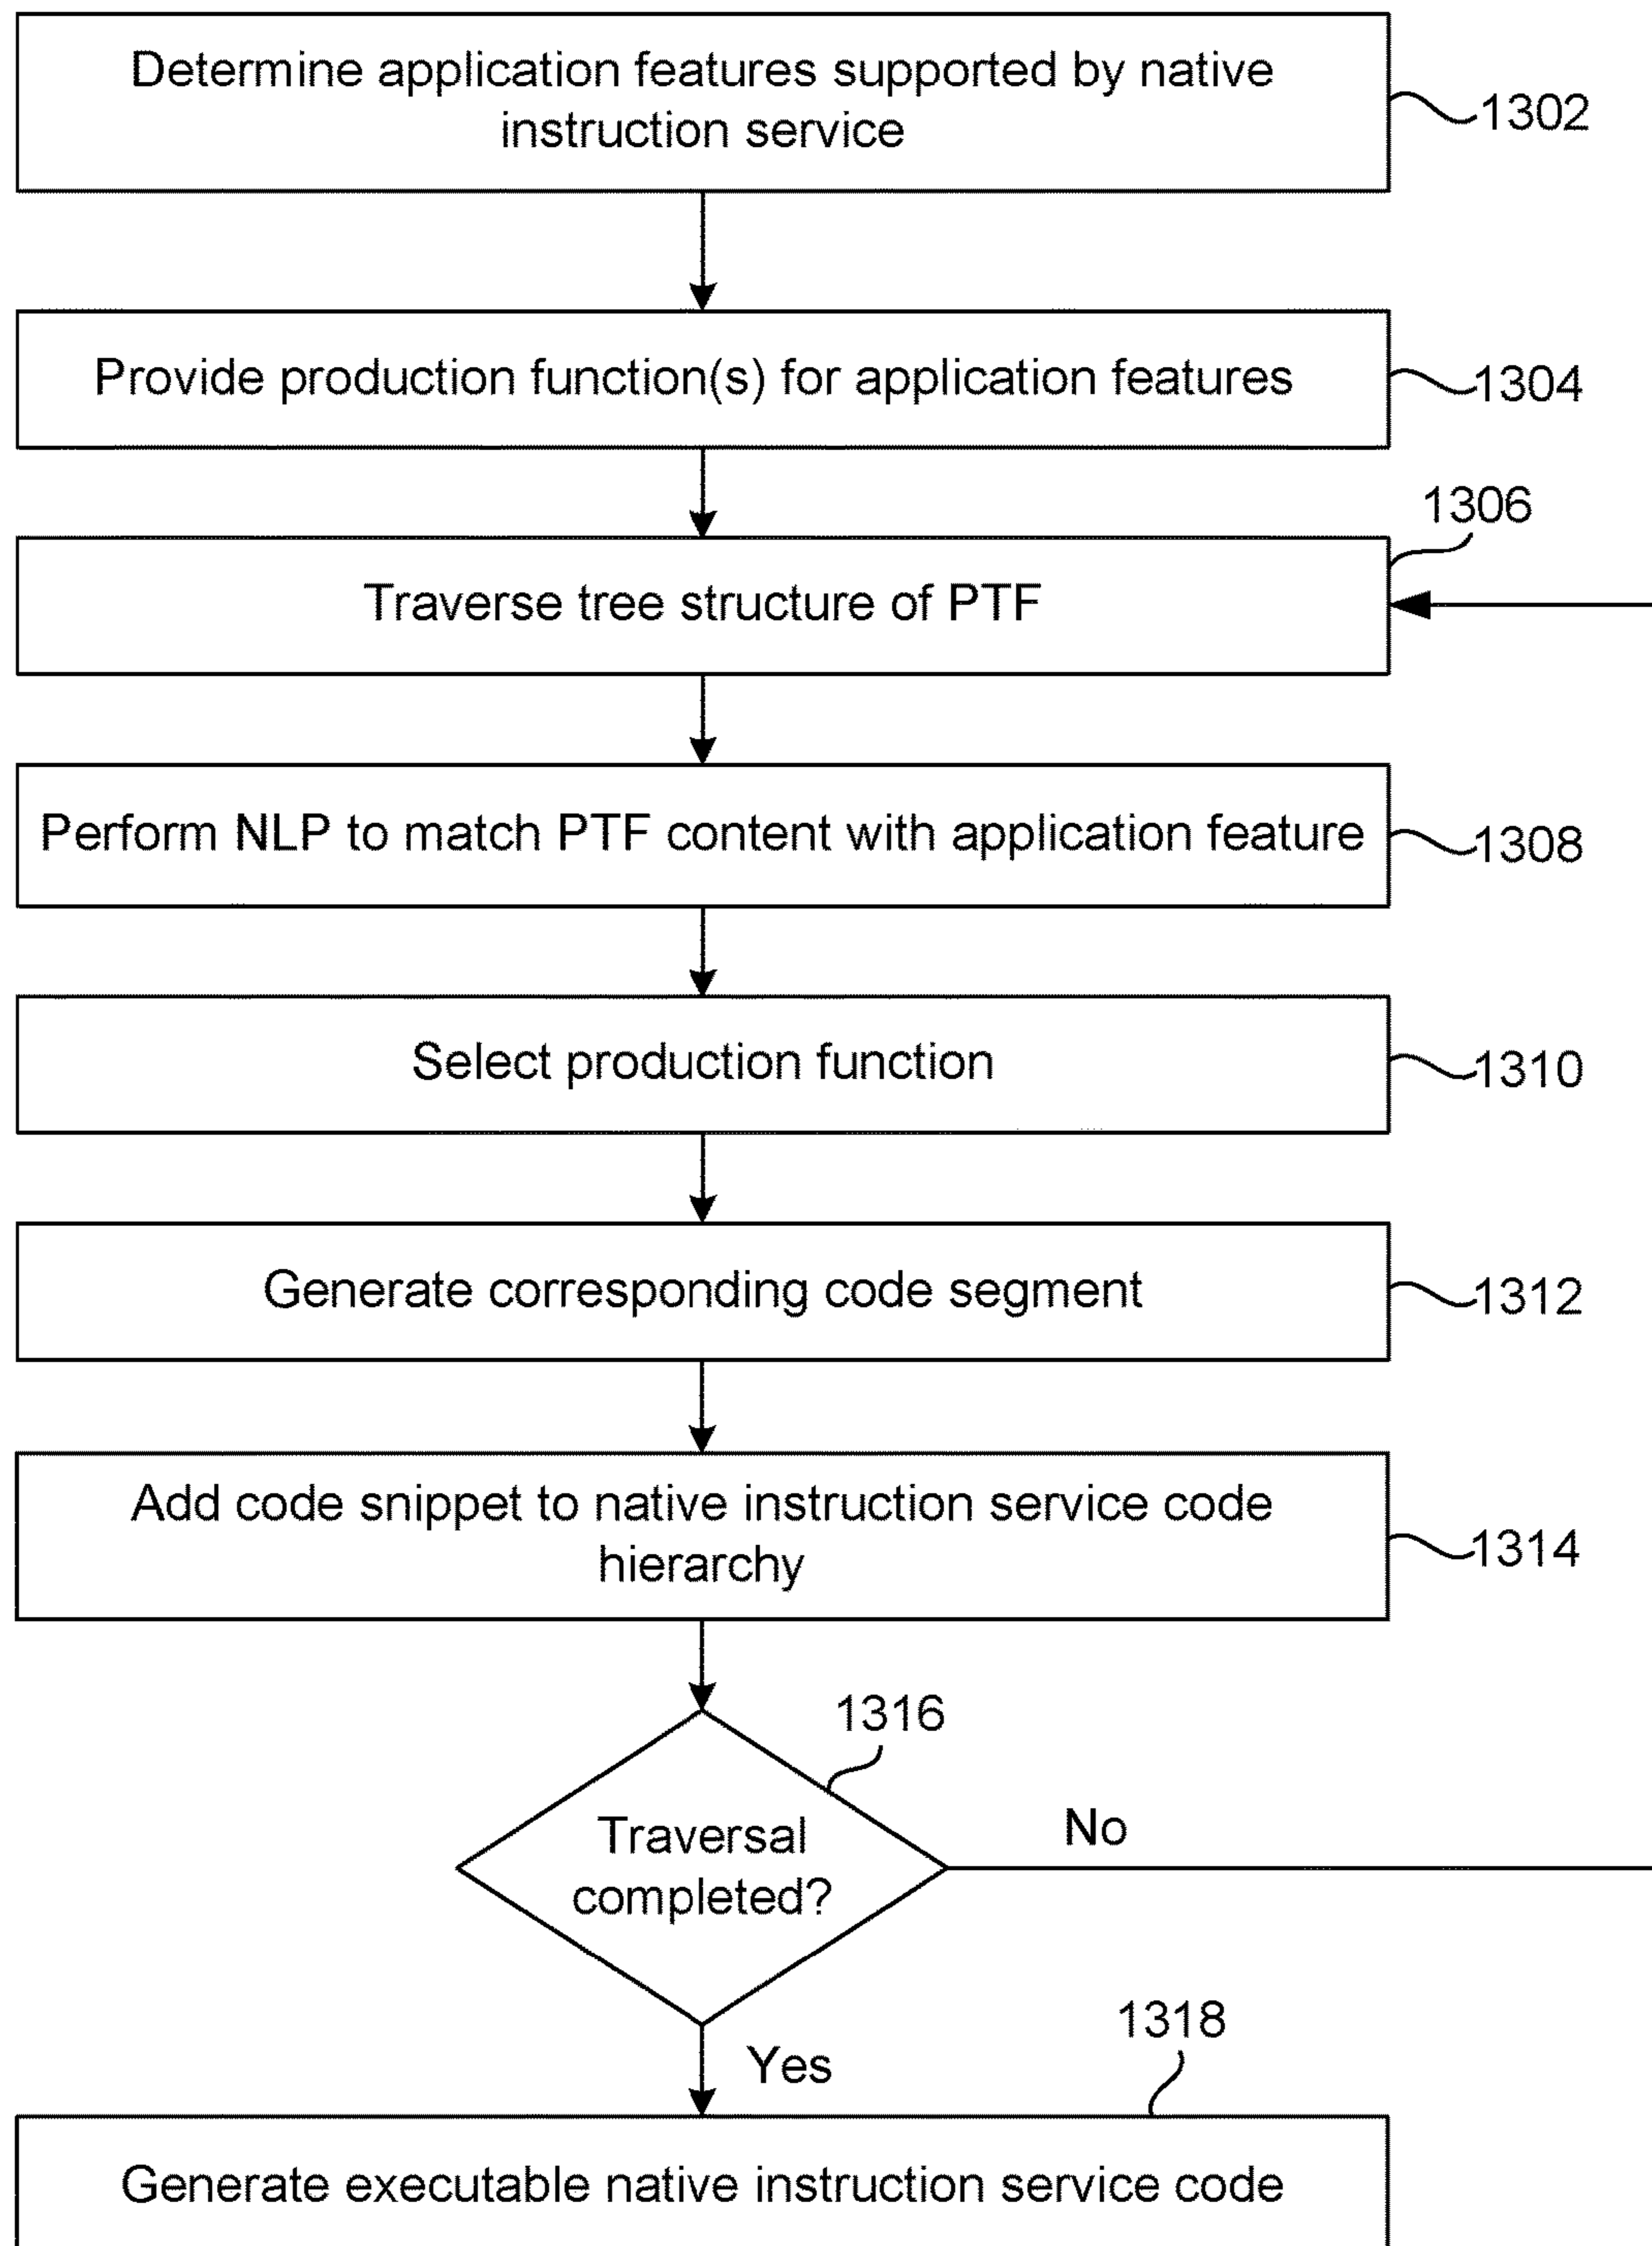 Determine application features supported by native
instruction service
1302
Provide production function(s) for application features
1304
1306
Traverse tree structure of PTF
Perform NLP to match PTF content with application feature
1308
Select production function
1310
Generate corresponding code segment
1312
Add code snippet to native instruction service code
hierarchy
1314
1316
Traversal
completed?
No
Yes
1318
Generate executable native instruction service code